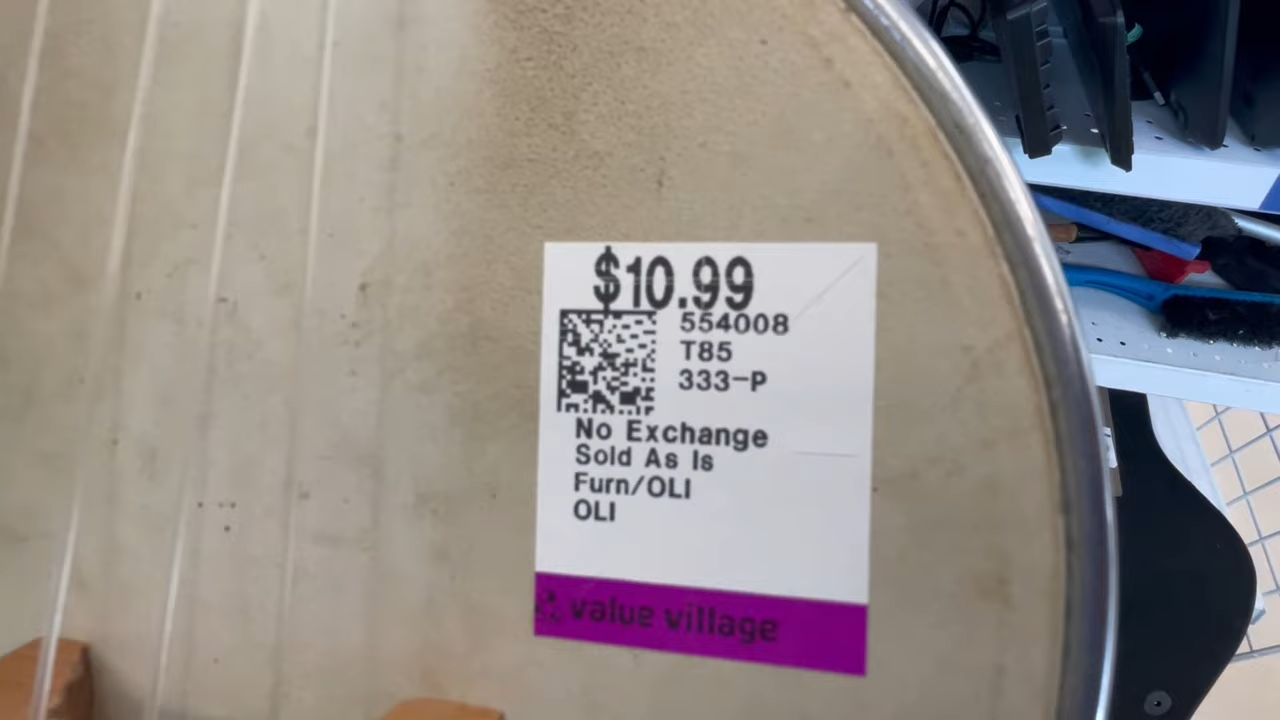 $10.99
554008
T85
333-P
No Exchange
Sold As Is
Furn/OLI
OLI
value village